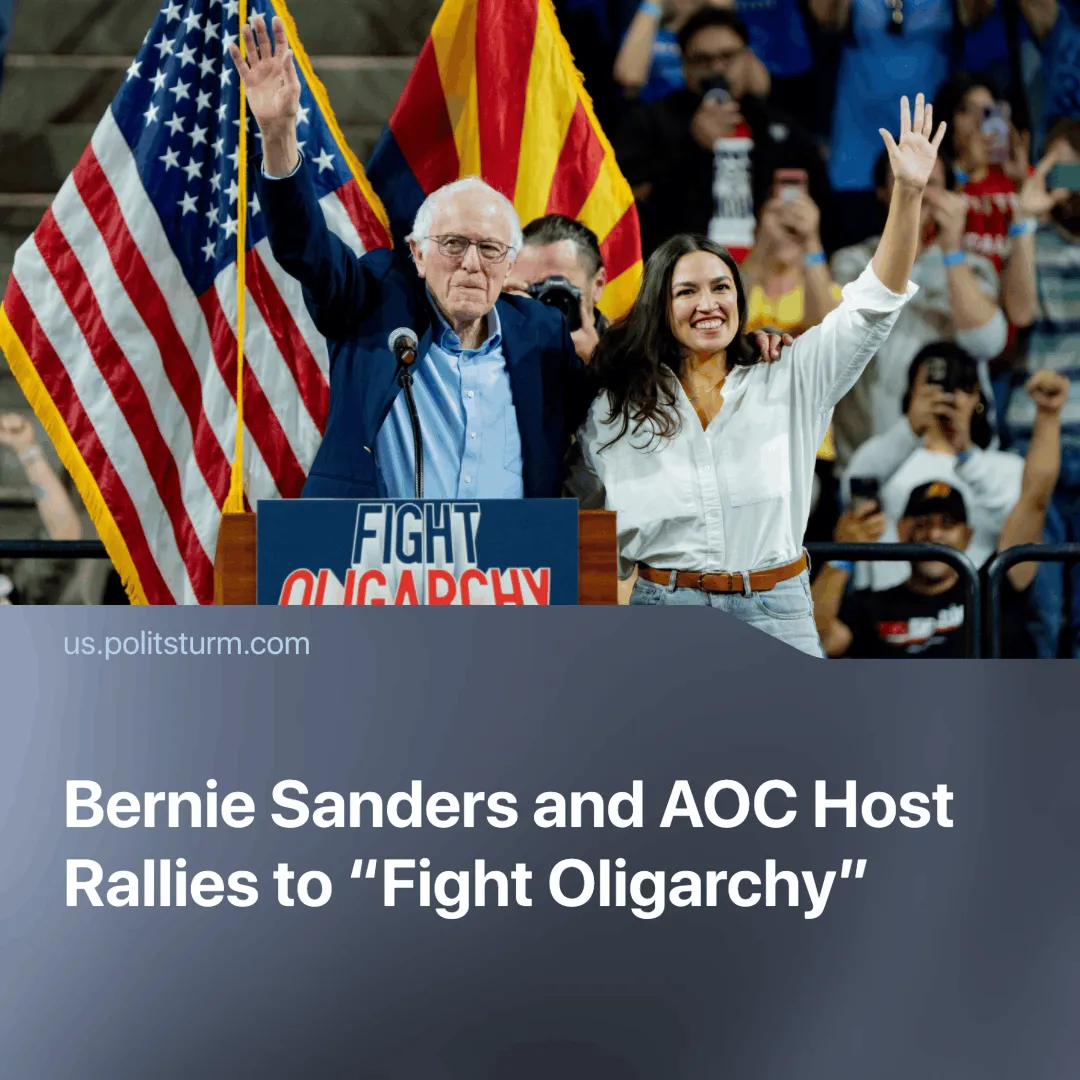 FIGHT
OLIGARCHY
us.politsturm.com
Bernie Sanders and AOC Host
Rallies to “Fight Oligarchy”